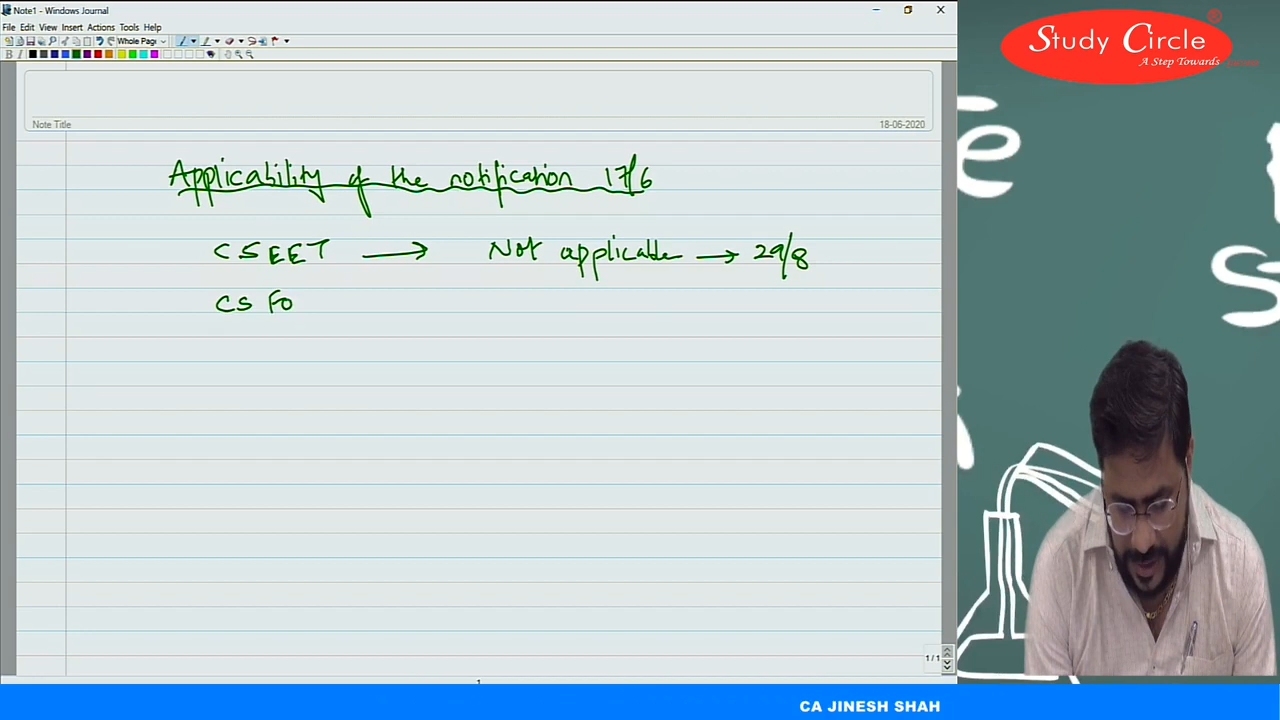 Note1 - Windows Journal
File Edit View Insert Actions Tools Help
Whole Page
B I
Note Title
18-06-2020
Applicability of the notification 17/6
CSEET → Not applicable → 29/8
CS Fo
1 / 1
1
Study Circle ®
A Step Towards
CA JINESH SHAH